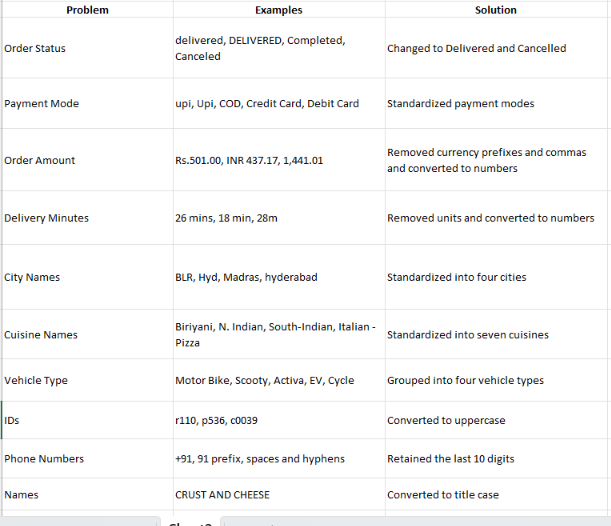 Problem Examples Solution
Order Status delivered, DELIVERED, Completed, Canceled Changed to Delivered and Cancelled
Payment Mode upi, Upi, COD, Credit Card, Debit Card Standardized payment modes
Order Amount Rs.501.00, INR 437.17, 1,441.01 Removed currency prefixes and commas and converted to numbers
Delivery Minutes 26 mins, 18 min, 28m Removed units and converted to numbers
City Names BLR, Hyd, Madras, hyderabad Standardized into four cities
Cuisine Names Biriyani, N. Indian, South-Indian, Italian - Pizza Standardized into seven cuisines
Vehicle Type Motor Bike, Scooty, Activa, EV, Cycle Grouped into four vehicle types
IDs r110, p536, c0039 Converted to uppercase
Phone Numbers +91, 91 prefix, spaces and hyphens Retained the last 10 digits
Names CRUST AND CHEESE Converted to title case